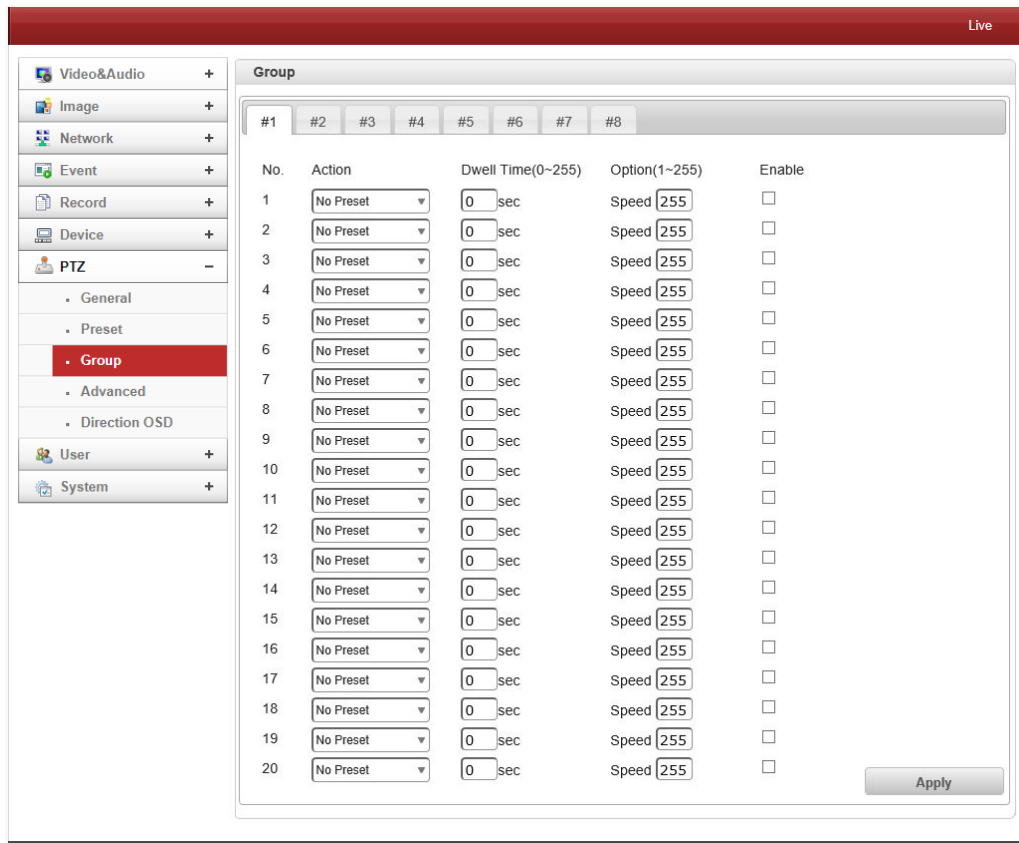 Live
Video&Audio +
Image +
Network +
Event +
Record +
Device +
PTZ −
General
Preset
Group
Advanced
Direction OSD
User +
System +
Group
#1 #2 #3 #4 #5 #6 #7 #8
No. Action Dwell Time(0~255) Option(1~255) Enable
1 No Preset 0 sec Speed 255
2 No Preset 0 sec Speed 255
3 No Preset 0 sec Speed 255
4 No Preset 0 sec Speed 255
5 No Preset 0 sec Speed 255
6 No Preset 0 sec Speed 255
7 No Preset 0 sec Speed 255
8 No Preset 0 sec Speed 255
9 No Preset 0 sec Speed 255
10 No Preset 0 sec Speed 255
11 No Preset 0 sec Speed 255
12 No Preset 0 sec Speed 255
13 No Preset 0 sec Speed 255
14 No Preset 0 sec Speed 255
15 No Preset 0 sec Speed 255
16 No Preset 0 sec Speed 255
17 No Preset 0 sec Speed 255
18 No Preset 0 sec Speed 255
19 No Preset 0 sec Speed 255
20 No Preset 0 sec Speed 255
Apply